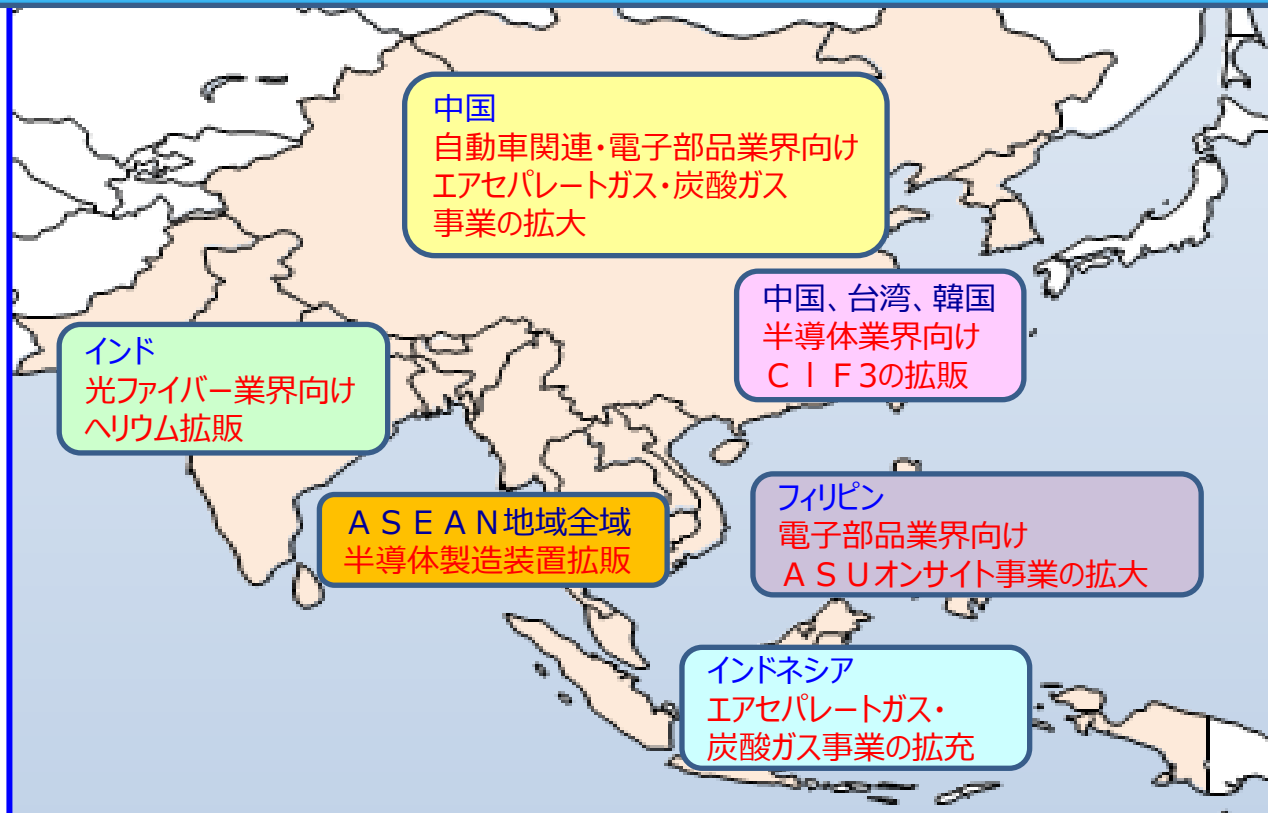 中国
自動車関連・電子部品業界向け
エアセパレートガス・炭酸ガス
事業の拡大
中国、台湾、韓国
半導体業界向け
ＣｌＦ3の拡販
インド
光ファイバー業界向け
ヘリウム拡販
ＡＳＥＡＮ地域全域
半導体製造装置拡販
フィリピン
電子部品業界向け
ＡＳＵオンサイト事業の拡大
インドネシア
エアセパレートガス・
炭酸ガス事業の拡充